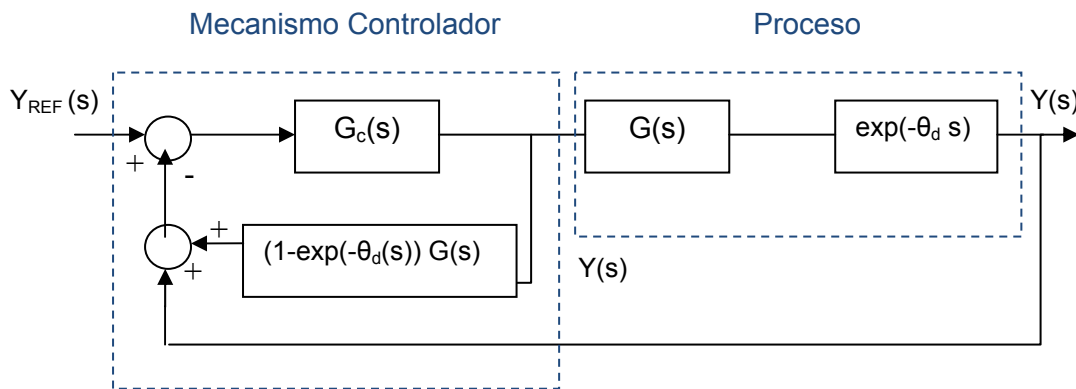 Mecanismo Controlador
Proceso
Y_REF (s)
Y(s)
G_c(s)
G(s)
exp(-θ_d s)
+
-
+
(1-exp(-θ_d(s)) G(s)
+
Y(s)